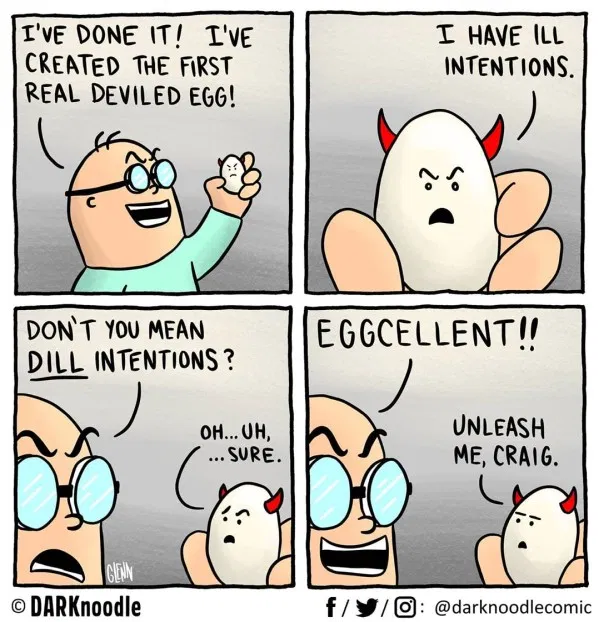 I'VE DONE IT! I'VE
CREATED THE FIRST
REAL DEVILED EGG!
I HAVE ILL
INTENTIONS.
DON'T YOU MEAN
DILL INTENTIONS?
OH... UH,
... SURE.
GLENN
EGGCELLENT!!
UNLEASH
ME, CRAIG.
© DARKnoodle
f / / : @darknoodlecomic